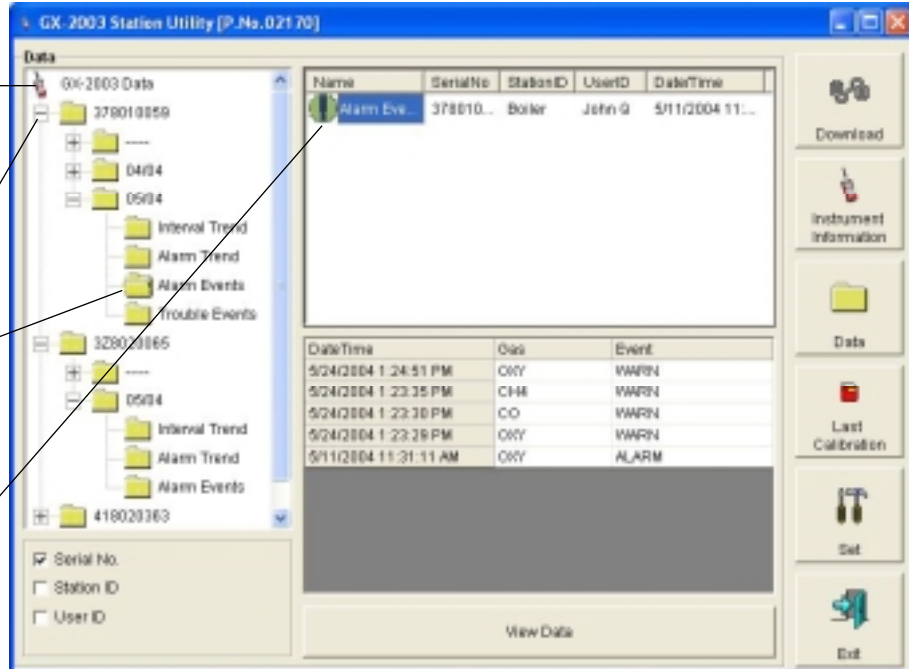 GX-2003 Station Utility [P.No.02170]
Data
GX-2003 Data
378010059
----
04/04
05/04
Interval Trend
Alarm Trend
Alarm Events
Trouble Events
3Z8020065
----
05/04
Interval Trend
Alarm Trend
Alarm Events
418020363
Serial No.
Station ID
User ID
Name SerialNo StationID UserID Date/Time
Alarm Eve... 378010... Boiler John G 5/11/2004 11:...
DateTime Gas Event
5/24/2004 1:24:51 PM OXY WARN
5/24/2004 1:23:35 PM CH4 WARN
5/24/2004 1:23:30 PM CO WARN
5/24/2004 1:23:29 PM OXY WARN
5/11/2004 11:31:11 AM OXY ALARM
View Data
Download
Instrument
Information
Data
Last
Calibration
Set
Exit